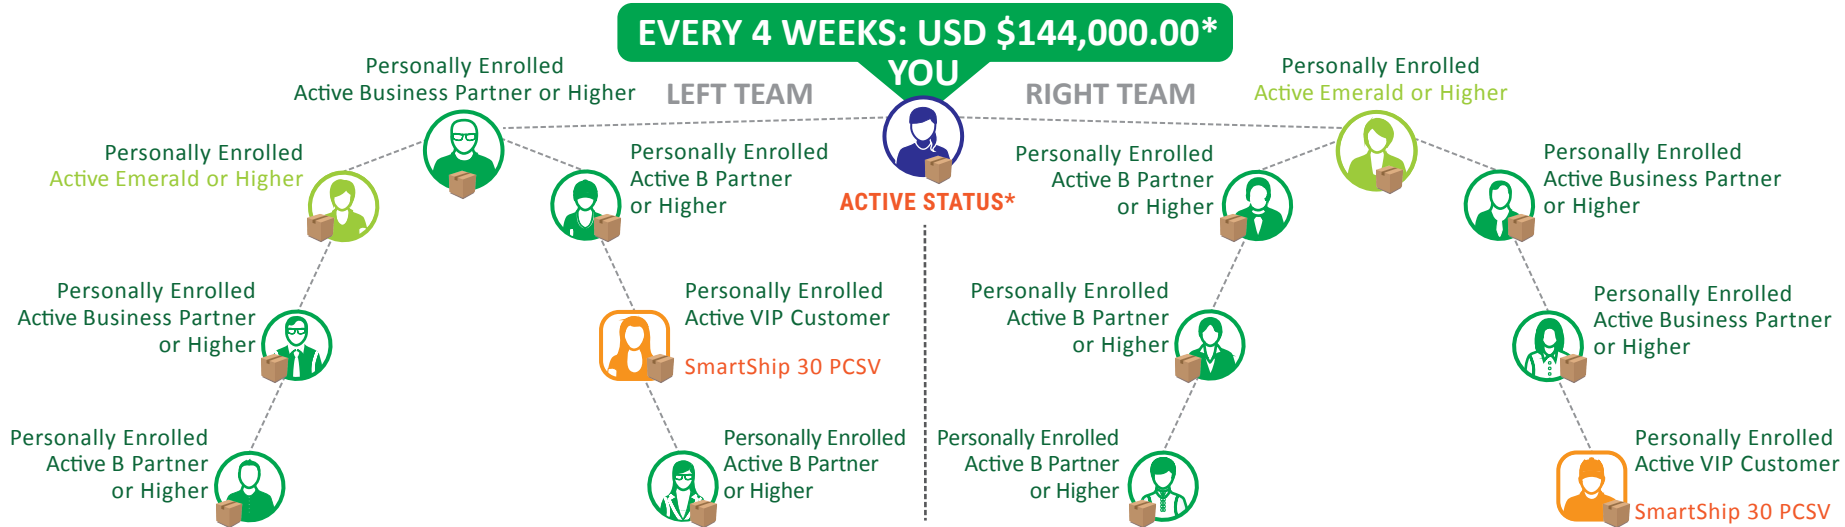 EVERY 4 WEEKS: USD $144,000.00*
YOU
LEFT TEAM
RIGHT TEAM
ACTIVE STATUS*
Personally Enrolled
Active Business Partner or Higher
Personally Enrolled
Active Emerald or Higher
Personally Enrolled
Active B Partner
or Higher
Personally Enrolled
Active Business Partner
or Higher
Personally Enrolled
Active VIP Customer
SmartShip 30 PCSV
Personally Enrolled
Active B Partner
or Higher
Personally Enrolled
Active B Partner
or Higher
Personally Enrolled
Active Emerald or Higher
Personally Enrolled
Active B Partner
or Higher
Personally Enrolled
Active Business Partner
or Higher
Personally Enrolled
Active B Partner
or Higher
Personally Enrolled
Active Business Partner
or Higher
Personally Enrolled
Active B Partner
or Higher
Personally Enrolled
Active VIP Customer
SmartShip 30 PCSV